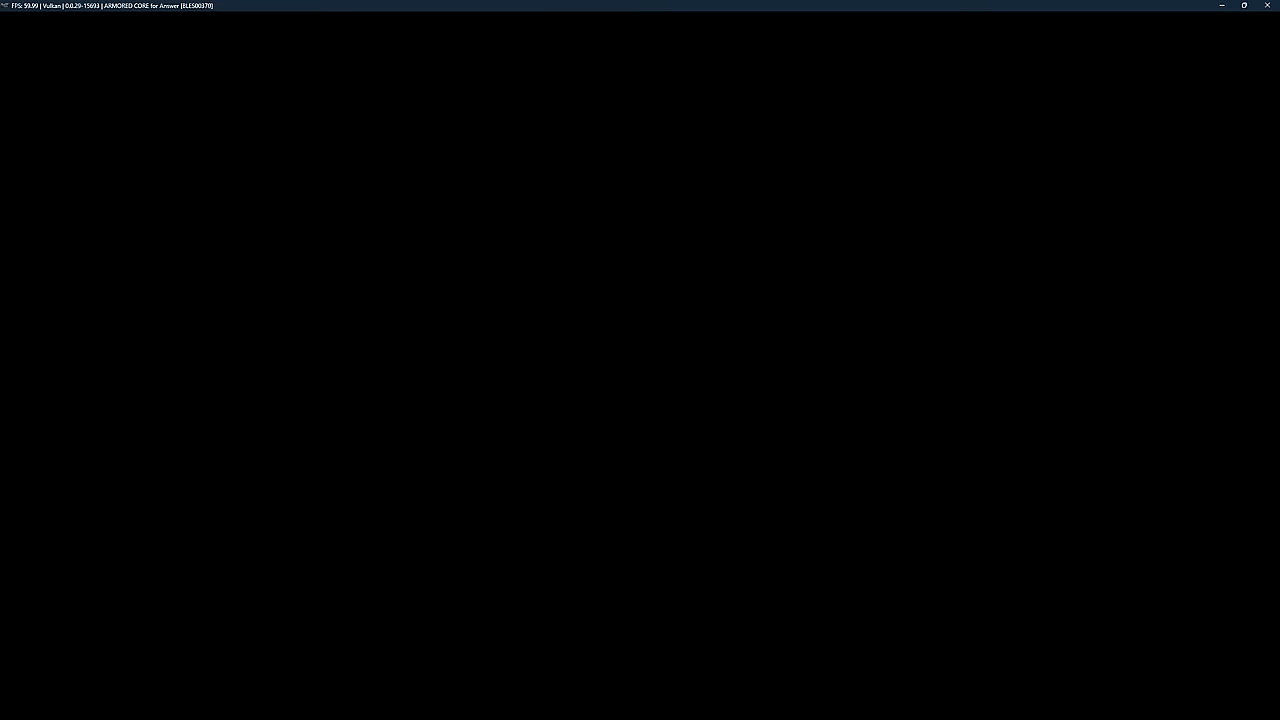 FPS: 59.99 | Vulkan | 0.0.29-15693 | ARMORED CORE for Answer [BLES00370]